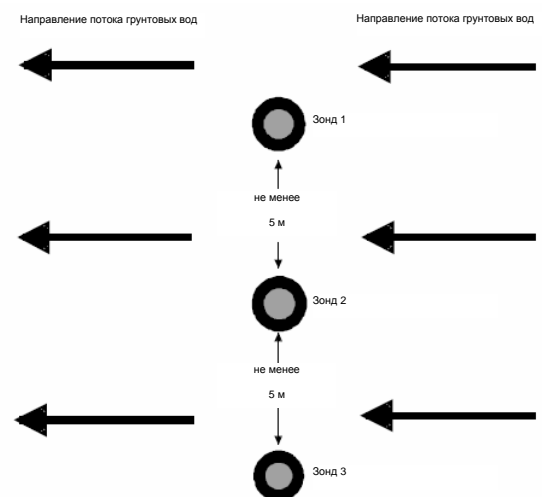 Направление потока грунтовых вод
Направление потока грунтовых вод
Зонд 1
не менее
5 м
Зонд 2
не менее
5 м
Зонд 3